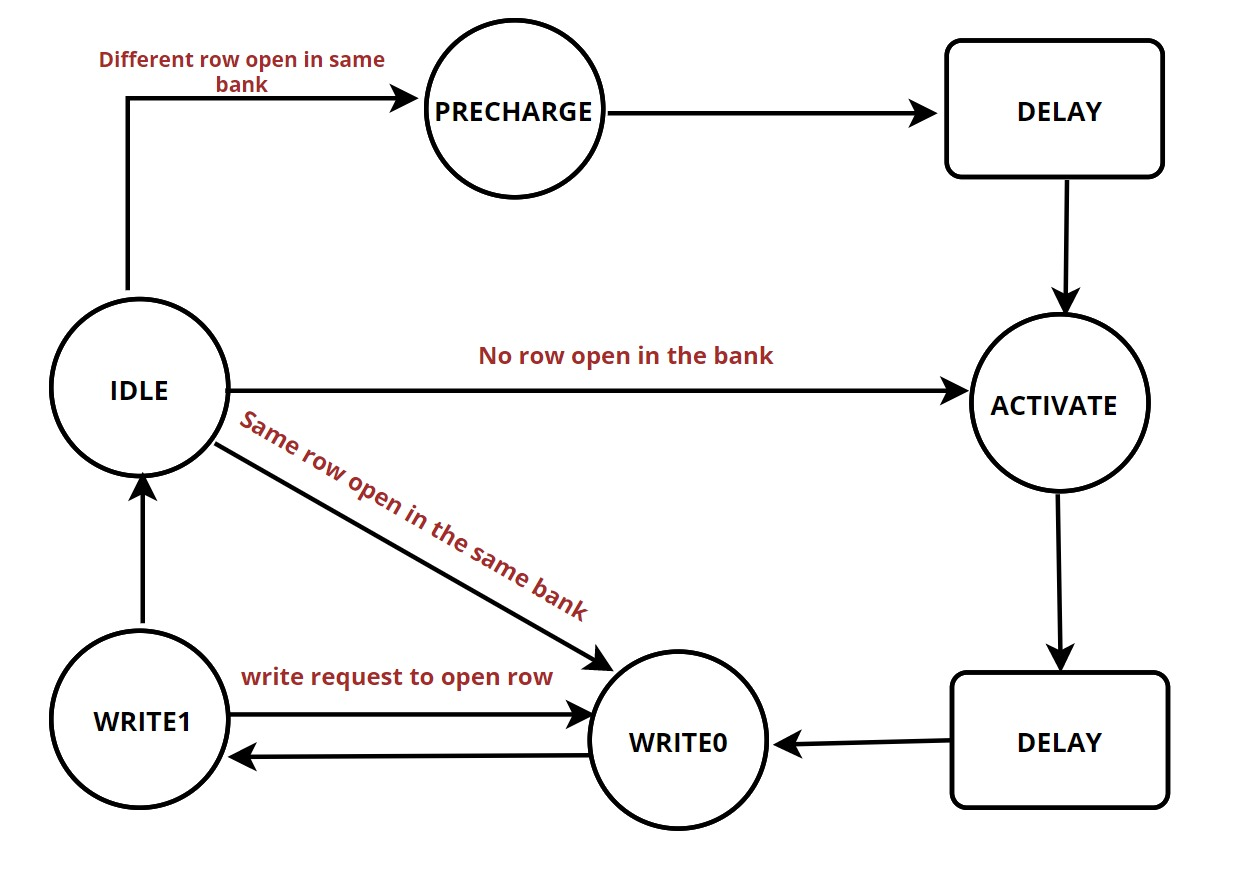 Different row open in same
bank
PRECHARGE
DELAY
No row open in the bank
IDLE
ACTIVATE
Same row open in the same bank
write request to open row
WRITE1
WRITE0
DELAY